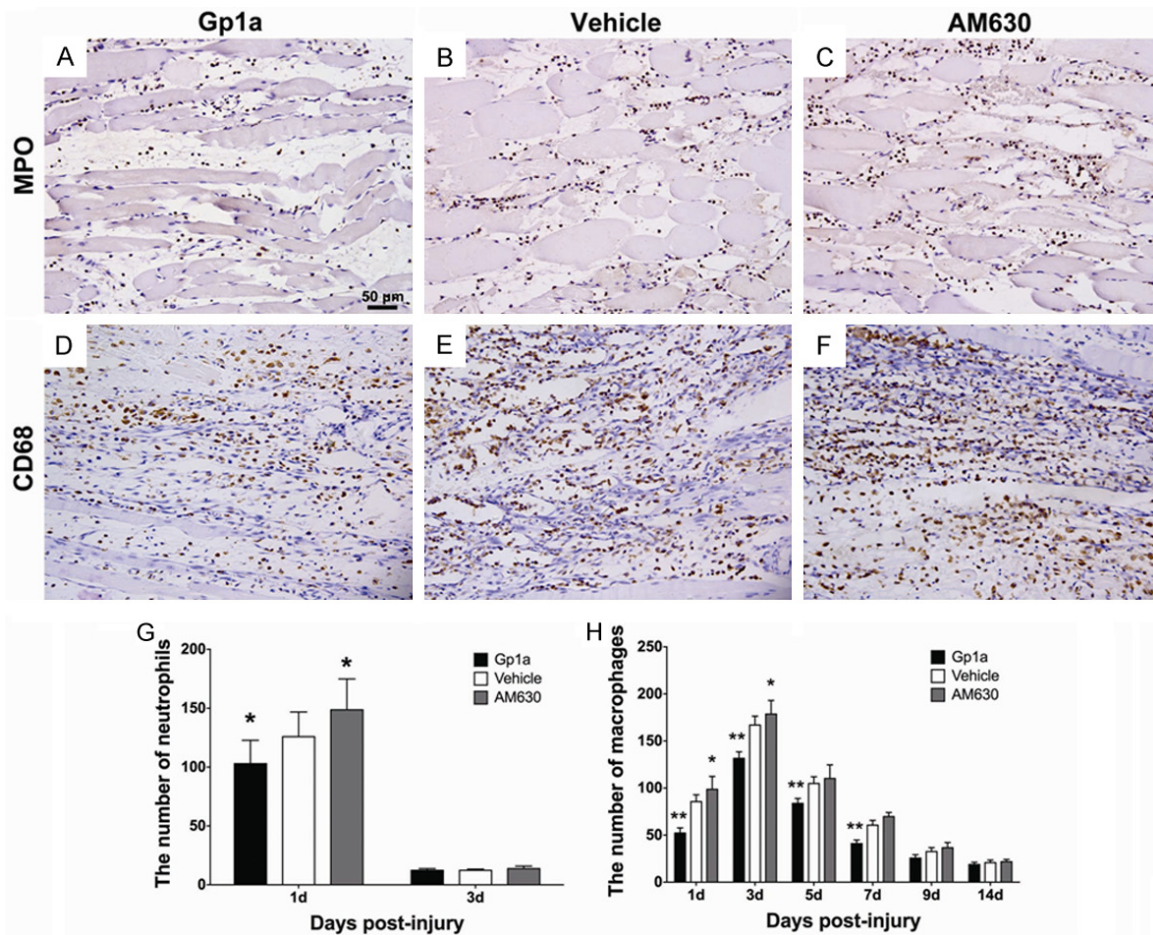 Gp1a Vehicle AM630
MPO
A B C
50 µm
CD68
D E F
G
The number of neutrophils
200
150
100
50
0
* *
Gp1a
Vehicle
AM630
1d 3d
Days post-injury
H
The number of macrophages
250
200
150
100
50
0
** * ** * ** **
Gp1a
Vehicle
AM630
1d 3d 5d 7d 9d 14d
Days post-injury